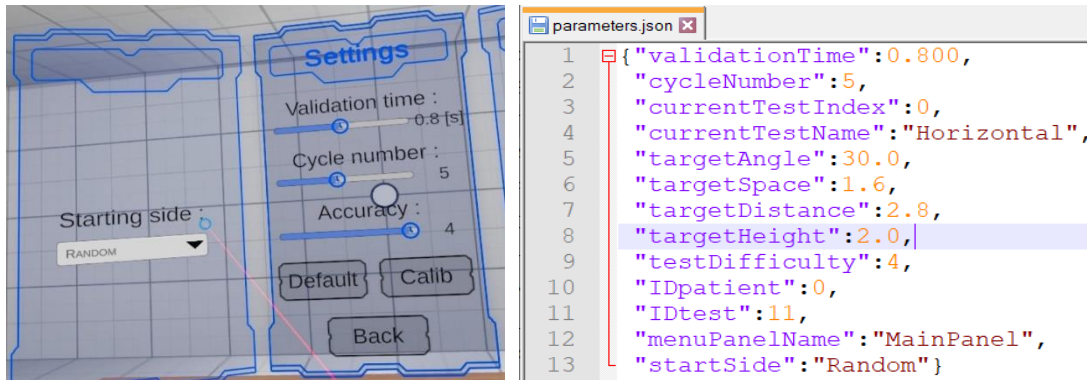 Settings
Validation time :
0.8 [s]
Cycle number :
5
Accuracy :
4
Default
Calib
Back
Starting side :
RANDOM
parameters.json
1 {"validationTime":0.800,
2 "cycleNumber":5,
3 "currentTestIndex":0,
4 "currentTestName":"Horizontal",
5 "targetAngle":30.0,
6 "targetSpace":1.6,
7 "targetDistance":2.8,
8 "targetHeight":2.0,
9 "testDifficulty":4,
10 "IDpatient":0,
11 "IDtest":11,
12 "menuPanelName":"MainPanel",
13 "startSide":"Random"}